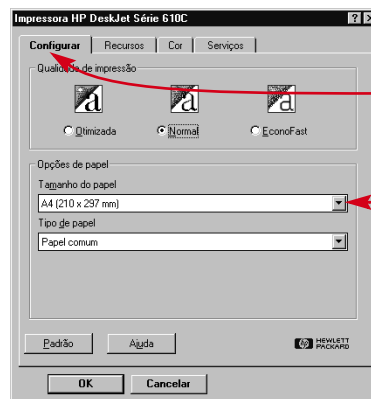 Impressora HP DeskJet Série 610C
Configurar Recursos Cor Serviços
Qualidade de impressão
Otimizada Normal EconoFast
Opções de papel
Tamanho do papel
A4 (210 x 297 mm)
Tipo de papel
Papel comum
Padrão Ajuda
HEWLETT
PACKARD
OK Cancelar